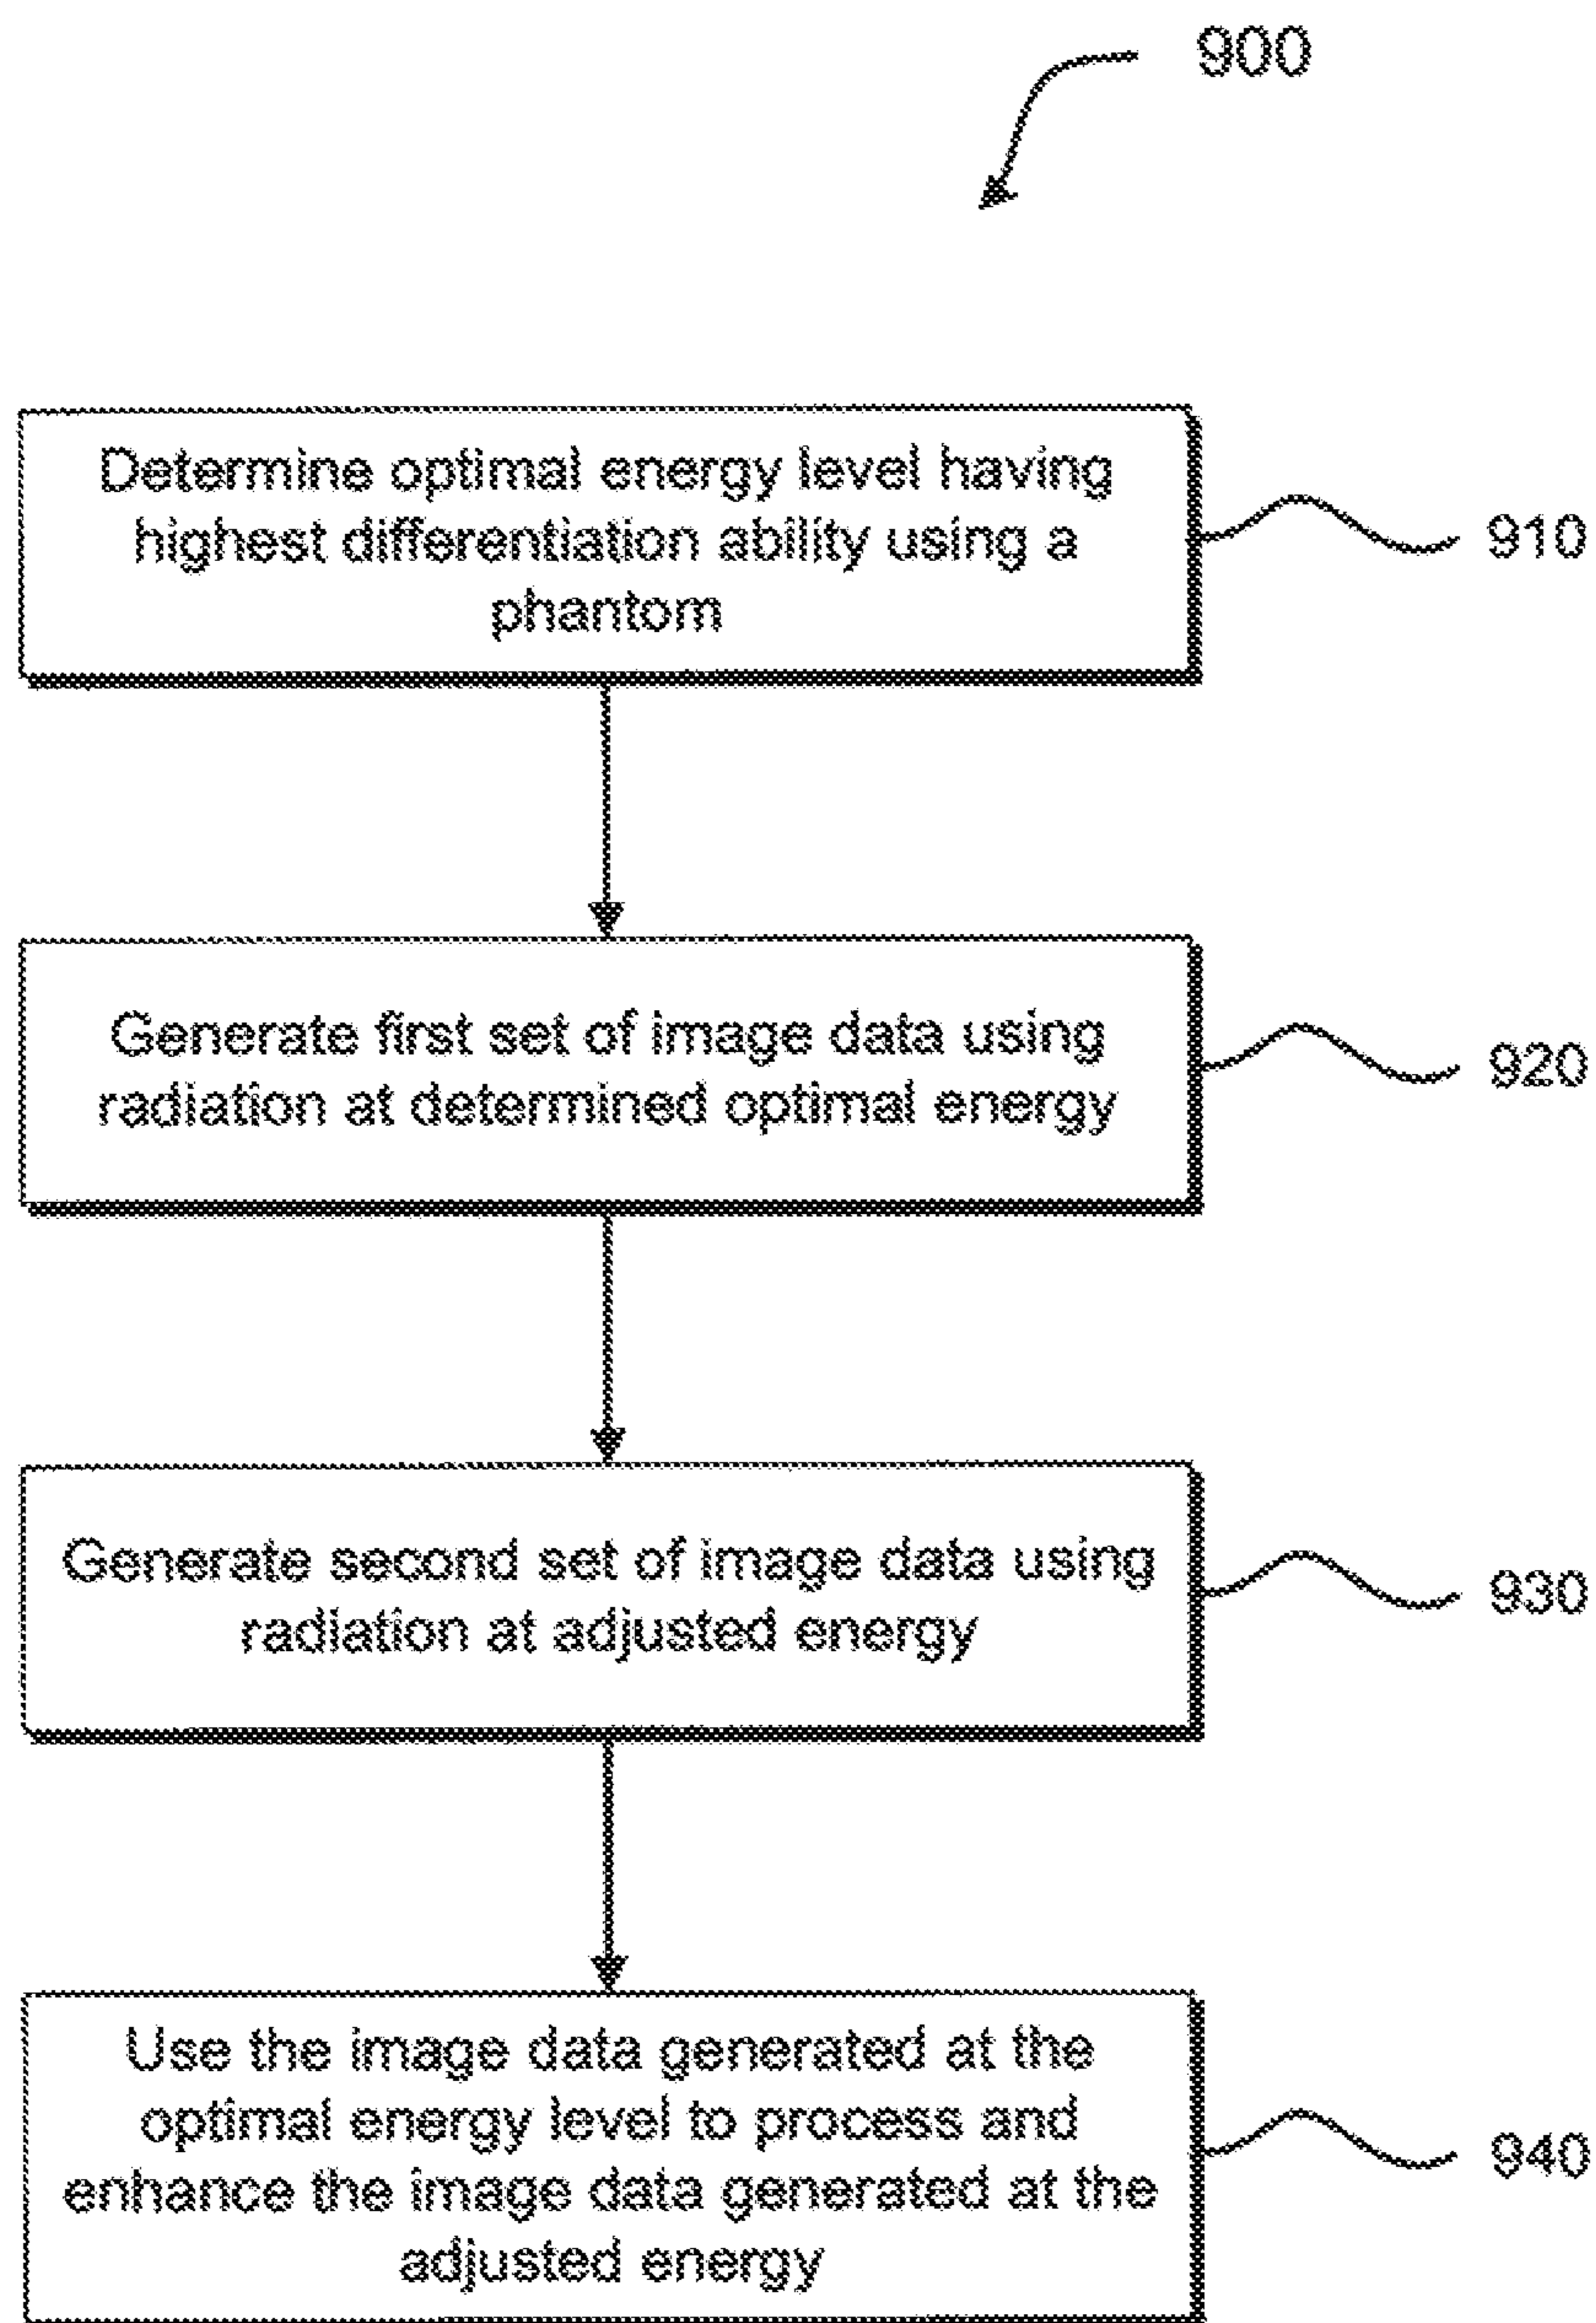 900
Determine optimal energy level having
highest differentiation ability using a
phantom
910
Generate first set of image data using
radiation at determined optimal energy
920
Generate second set of image data using
radiation at adjusted energy
930
Use the image data generated at the
optimal energy level to process and
enhance the image data generated at the
adjusted energy
940